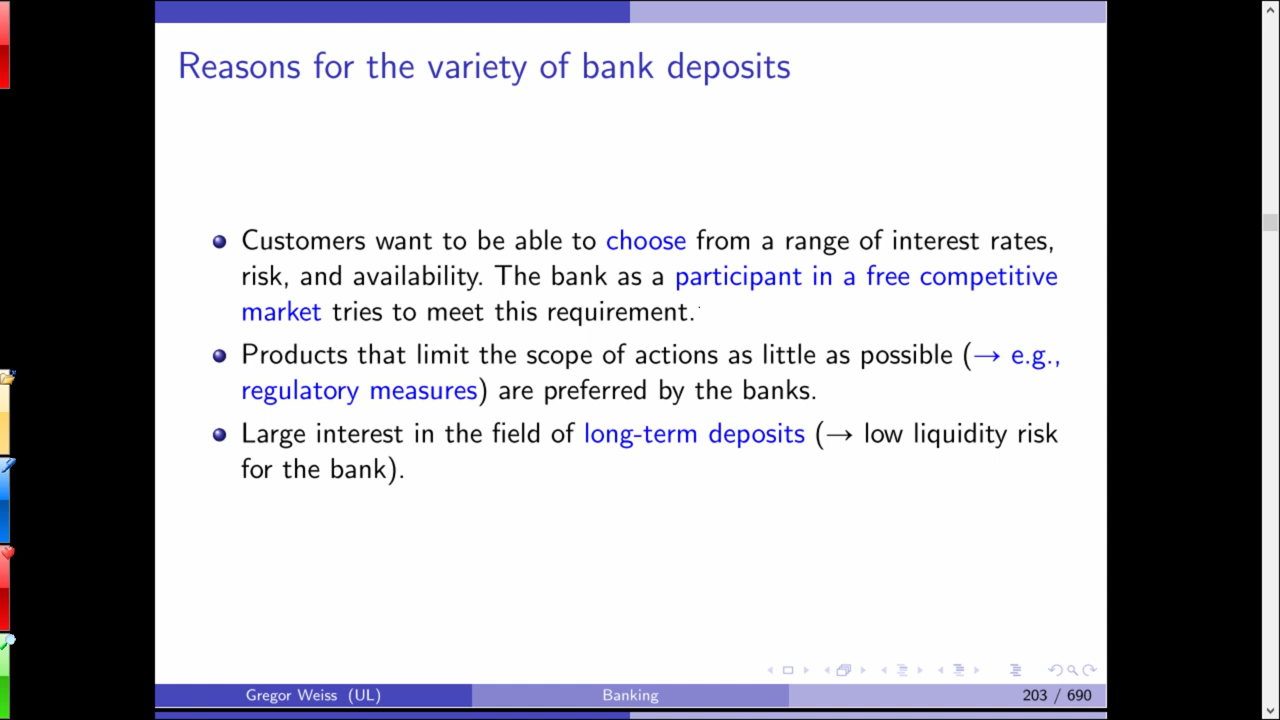 Reasons for the variety of bank deposits
Customers want to be able to choose from a range of interest rates,
risk, and availability. The bank as a participant in a free competitive
market tries to meet this requirement.
Products that limit the scope of actions as little as possible (→ e.g.,
regulatory measures) are preferred by the banks.
Large interest in the field of long-term deposits (→ low liquidity risk
for the bank).
Gregor Weiss (UL) Banking 203 / 690